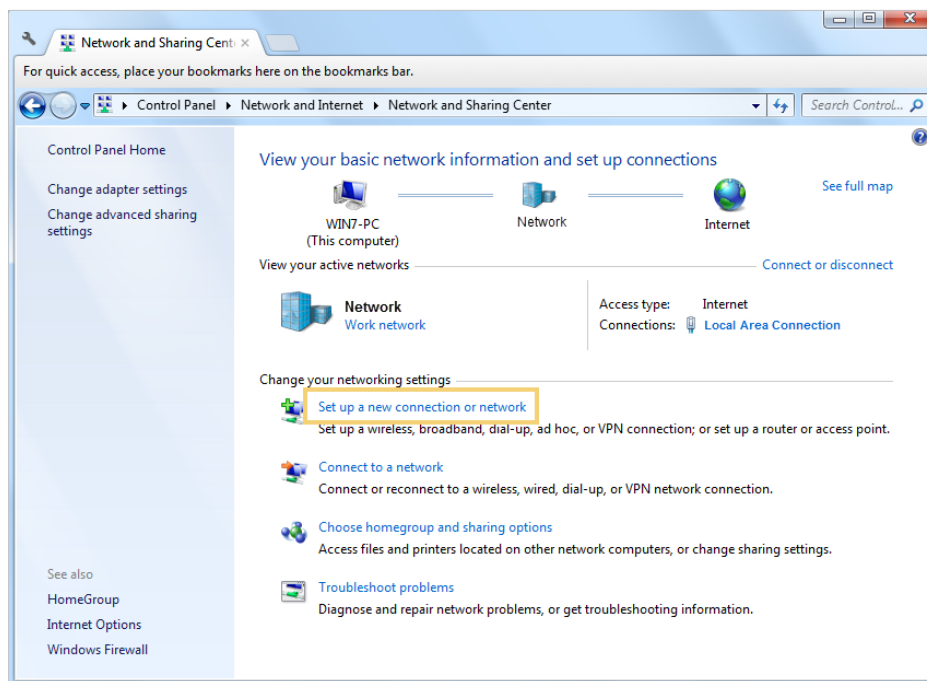 Network and Sharing Cent
For quick access, place your bookmarks here on the bookmarks bar.
Control Panel Network and Internet Network and Sharing Center Search Control...
Control Panel Home
Change adapter settings
Change advanced sharing
settings
See also
HomeGroup
Internet Options
Windows Firewall
View your basic network information and set up connections
See full map
WIN7-PC
(This computer)
Network
Internet
View your active networks
Connect or disconnect
Network
Work network
Access type: Internet
Connections: Local Area Connection
Change your networking settings
Set up a new connection or network
Set up a wireless, broadband, dial-up, ad hoc, or VPN connection; or set up a router or access point.
Connect to a network
Connect or reconnect to a wireless, wired, dial-up, or VPN network connection.
Choose homegroup and sharing options
Access files and printers located on other network computers, or change sharing settings.
Troubleshoot problems
Diagnose and repair network problems, or get troubleshooting information.